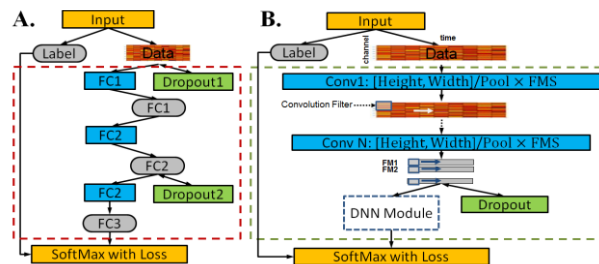 A.
Input
Label
Data
FC1
Dropout1
FC1
FC2
FC2
FC2
Dropout2
FC3
SoftMax with Loss
B.
Input
Label
channel
time
Data
Conv1: [Height, Width]/Pool × FMS
Convolution Filter
Conv N: [Height, Width]/Pool × FMS
FM1
FM2
DNN Module
Dropout
SoftMax with Loss